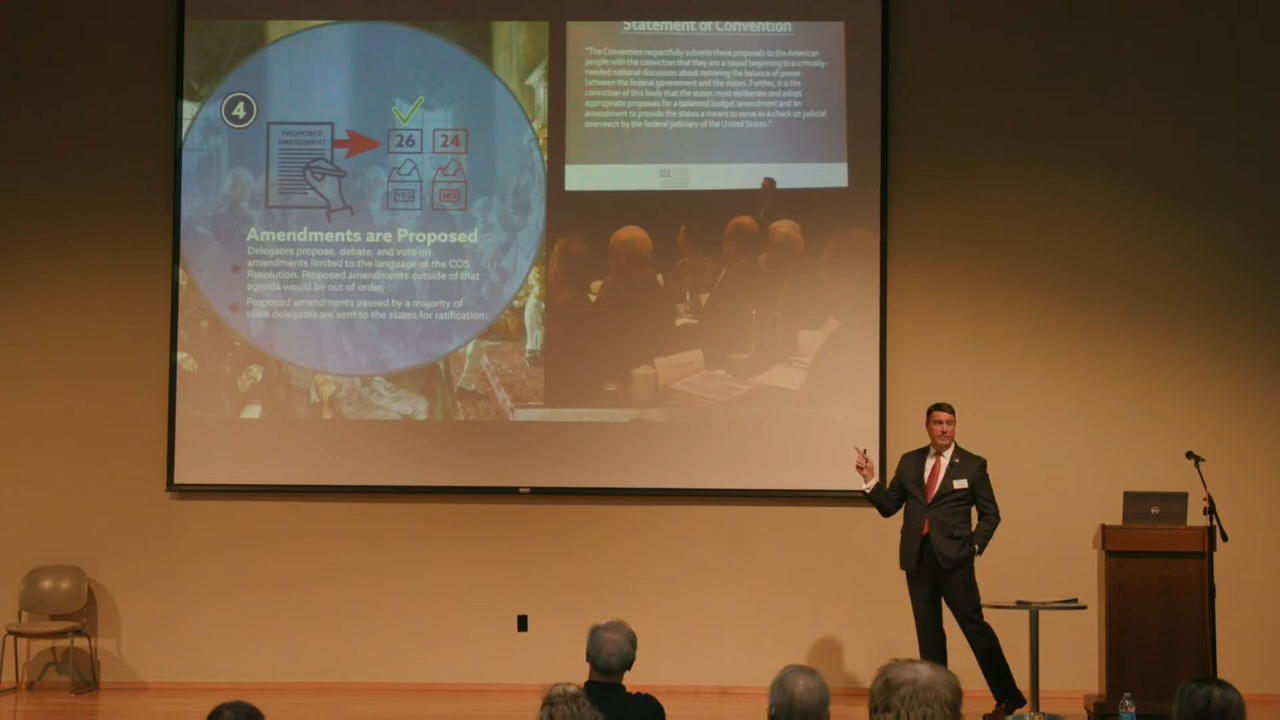 4
PROPOSED
AMENDMENT
26 24
YES NO
Amendments are Proposed
Delegates propose, debate, and vote on
amendments limited to the language of the COS
Resolution. Proposed amendments outside of that
agenda would be out of order.
Proposed amendments passed by a majority of
state delegates are sent to the states for ratification.
Statement of Convention
"The Convention respectfully submits these proposals to the American
people with the conviction that they are a sound beginning to a critically-
needed national discussion about restoring the balance of power
between the federal government and the states. Further, it is the
conviction of this body that the states must deliberate and adopt
appropriate proposals for a balanced budget amendment and an
amendment to provide the states a means to serve as a check on judicial
overreach by the federal judiciary of the United States."
USA
DELL